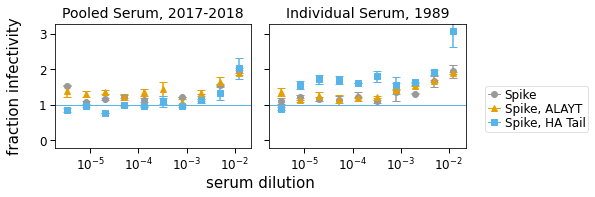 Pooled Serum, 2017-2018
Individual Serum, 1989
fraction infectivity
3
2
1
0
10⁻⁵ 10⁻⁴ 10⁻³ 10⁻²
10⁻⁵ 10⁻⁴ 10⁻³ 10⁻²
serum dilution
Spike
Spike, ALAYT
Spike, HA Tail